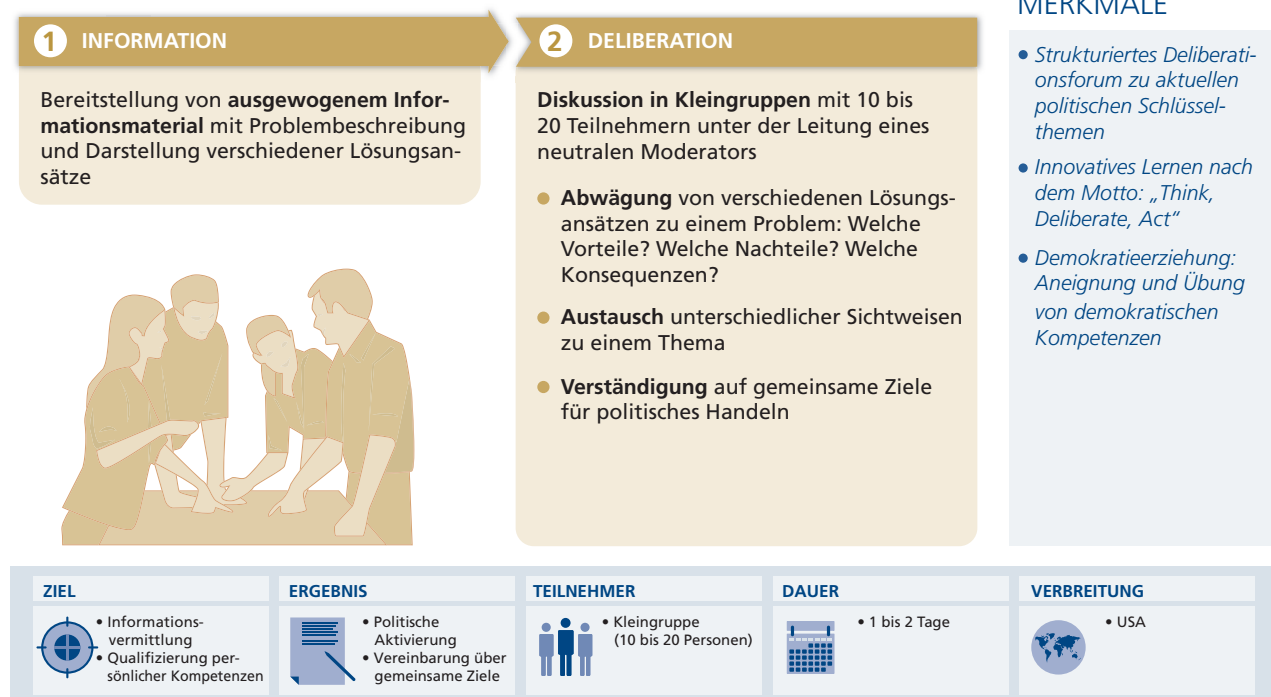 1 INFORMATION
Bereitstellung von ausgewogenem Infor-
mationsmaterial mit Problembeschreibung
und Darstellung verschiedener Lösungsan-
sätze
2 DELIBERATION
Diskussion in Kleingruppen mit 10 bis
20 Teilnehmern unter der Leitung eines
neutralen Moderators
• Abwägung von verschiedenen Lösungs-
ansätzen zu einem Problem: Welche
Vorteile? Welche Nachteile? Welche
Konsequenzen?
• Austausch unterschiedlicher Sichtweisen
zu einem Thema
• Verständigung auf gemeinsame Ziele
für politisches Handeln
MERKMALE
• Strukturiertes Deliberati-
onsforum zu aktuellen
politischen Schlüssel-
themen
• Innovatives Lernen nach
dem Motto: „Think,
Deliberate, Act“
• Demokratieerziehung:
Aneignung und Übung
von demokratischen
Kompetenzen
ZIEL
• Informations-
vermittlung
• Qualifizierung per-
sönlicher Kompetenzen
ERGEBNIS
• Politische
Aktivierung
• Vereinbarung über
gemeinsame Ziele
TEILNEHMER
• Kleingruppe
(10 bis 20 Personen)
DAUER
• 1 bis 2 Tage
VERBREITUNG
• USA